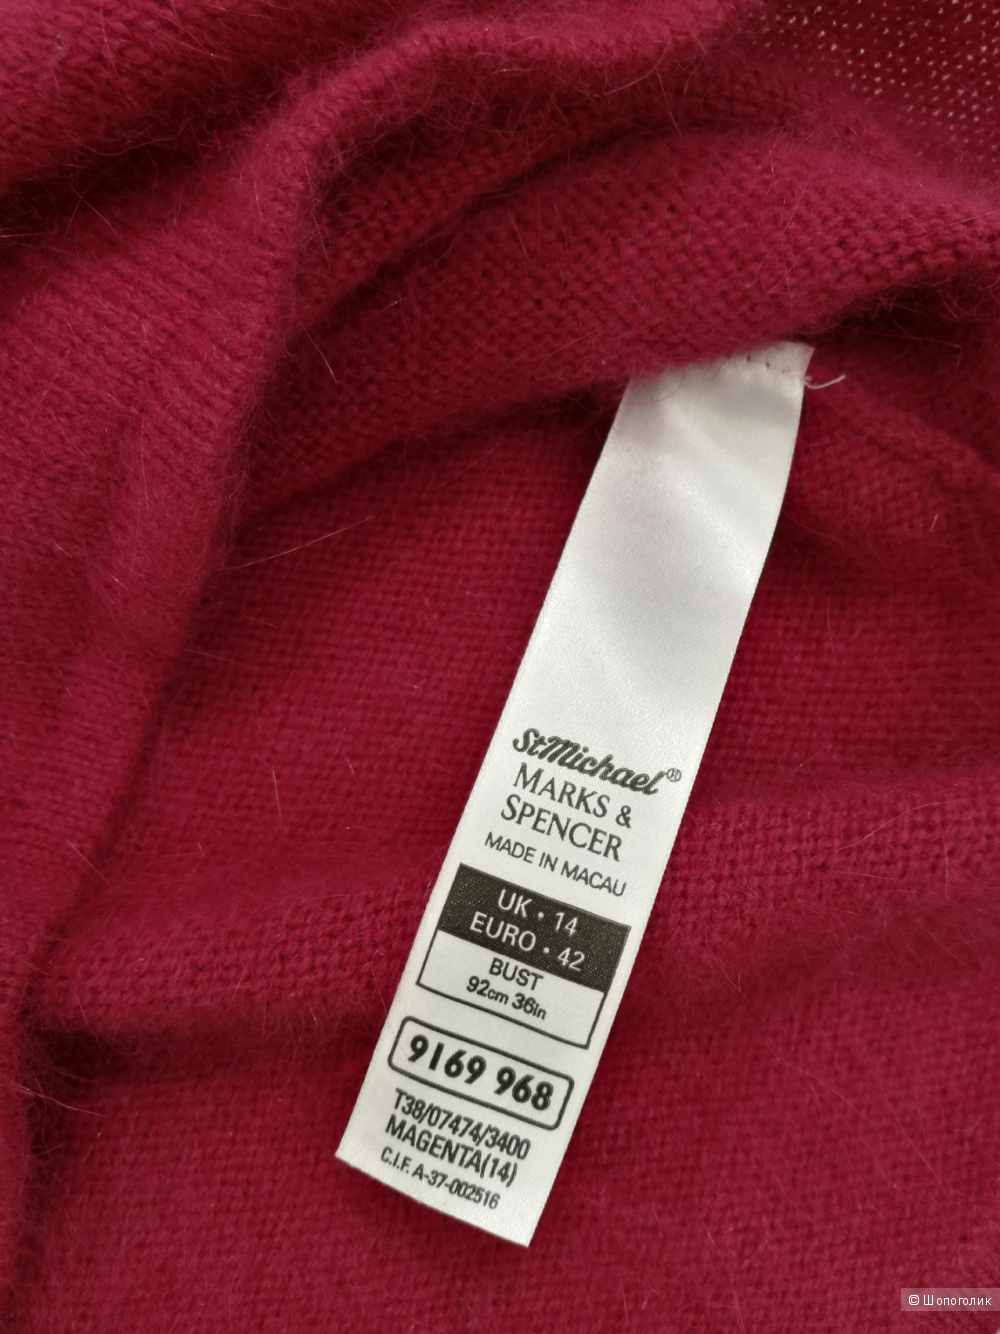 StMichael®
MARKS &
SPENCER
MADE IN MACAU
UK • 14
EURO • 42
BUST
92cm 36in
9169 968
T38/07474/3400
MAGENTA(14)
C.I.F. A-37-002516
© Шопоголик